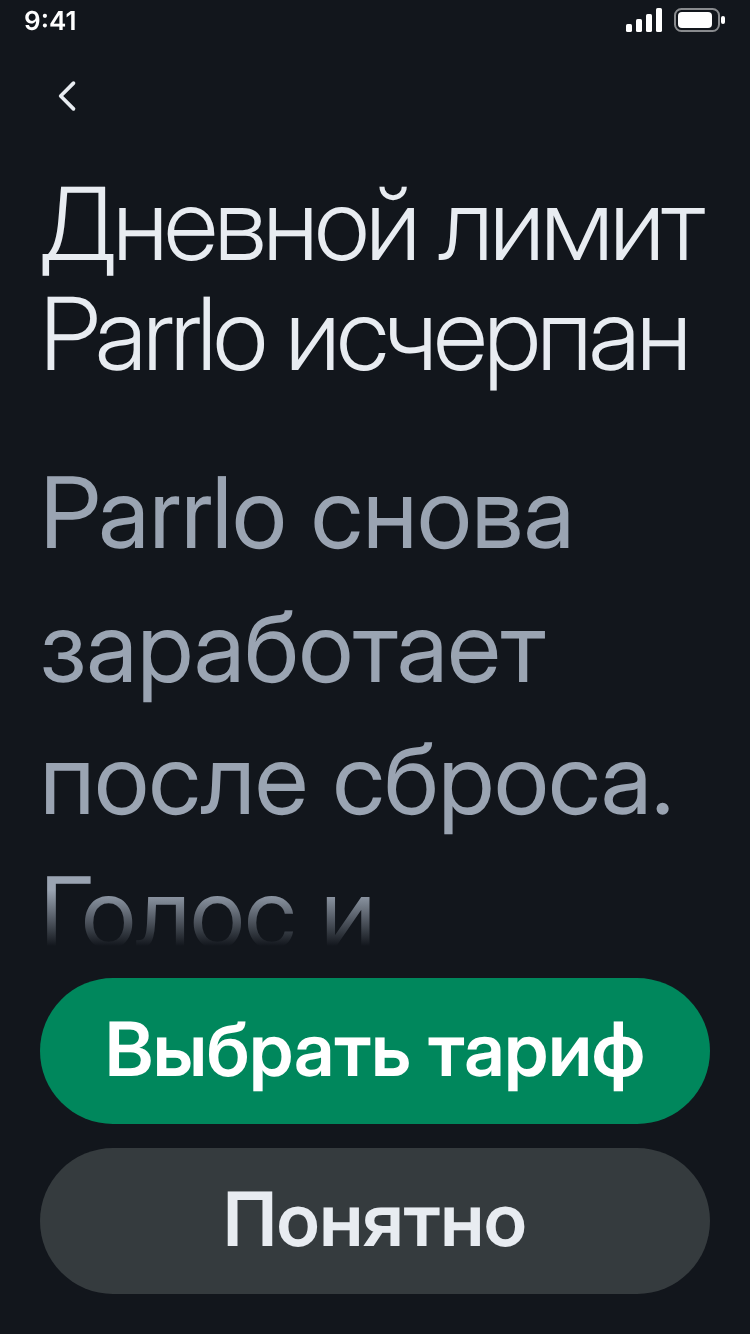 9:41
Дневной лимит
Parrlo исчерпан
Parrlo снова
заработает
после сброса.
Голос и
Выбрать тариф
Понятно